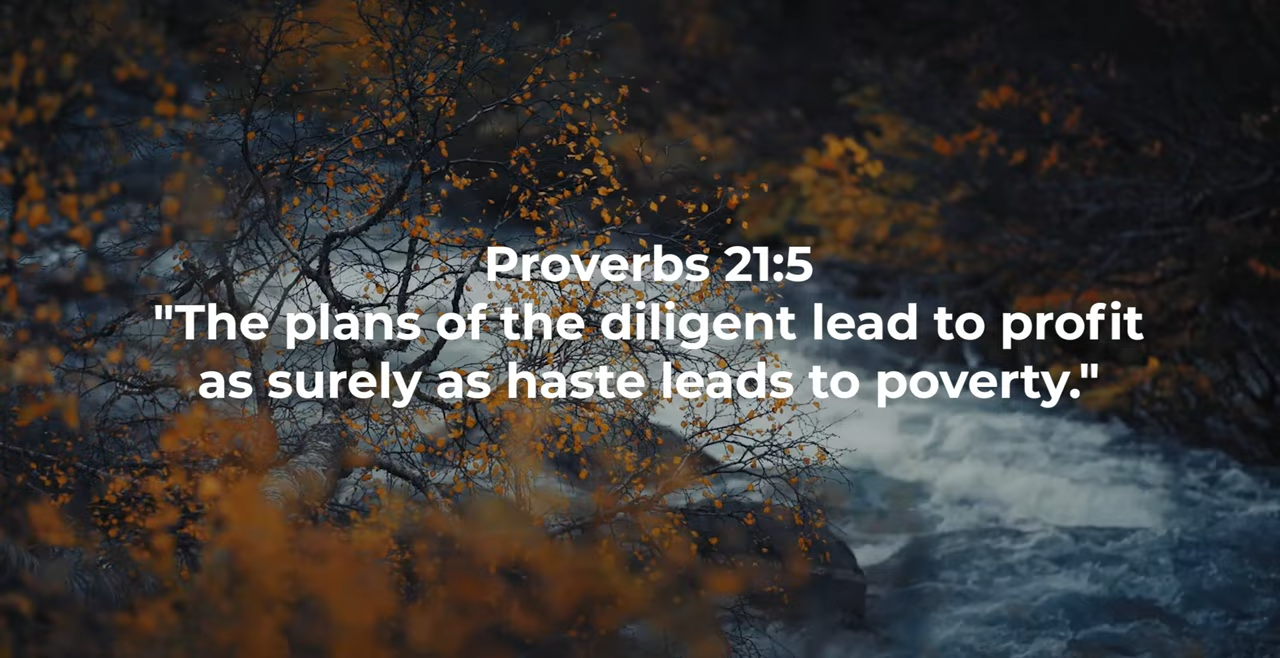 Proverbs 21:5
"The plans of the diligent lead to profit
as surely as haste leads to poverty."